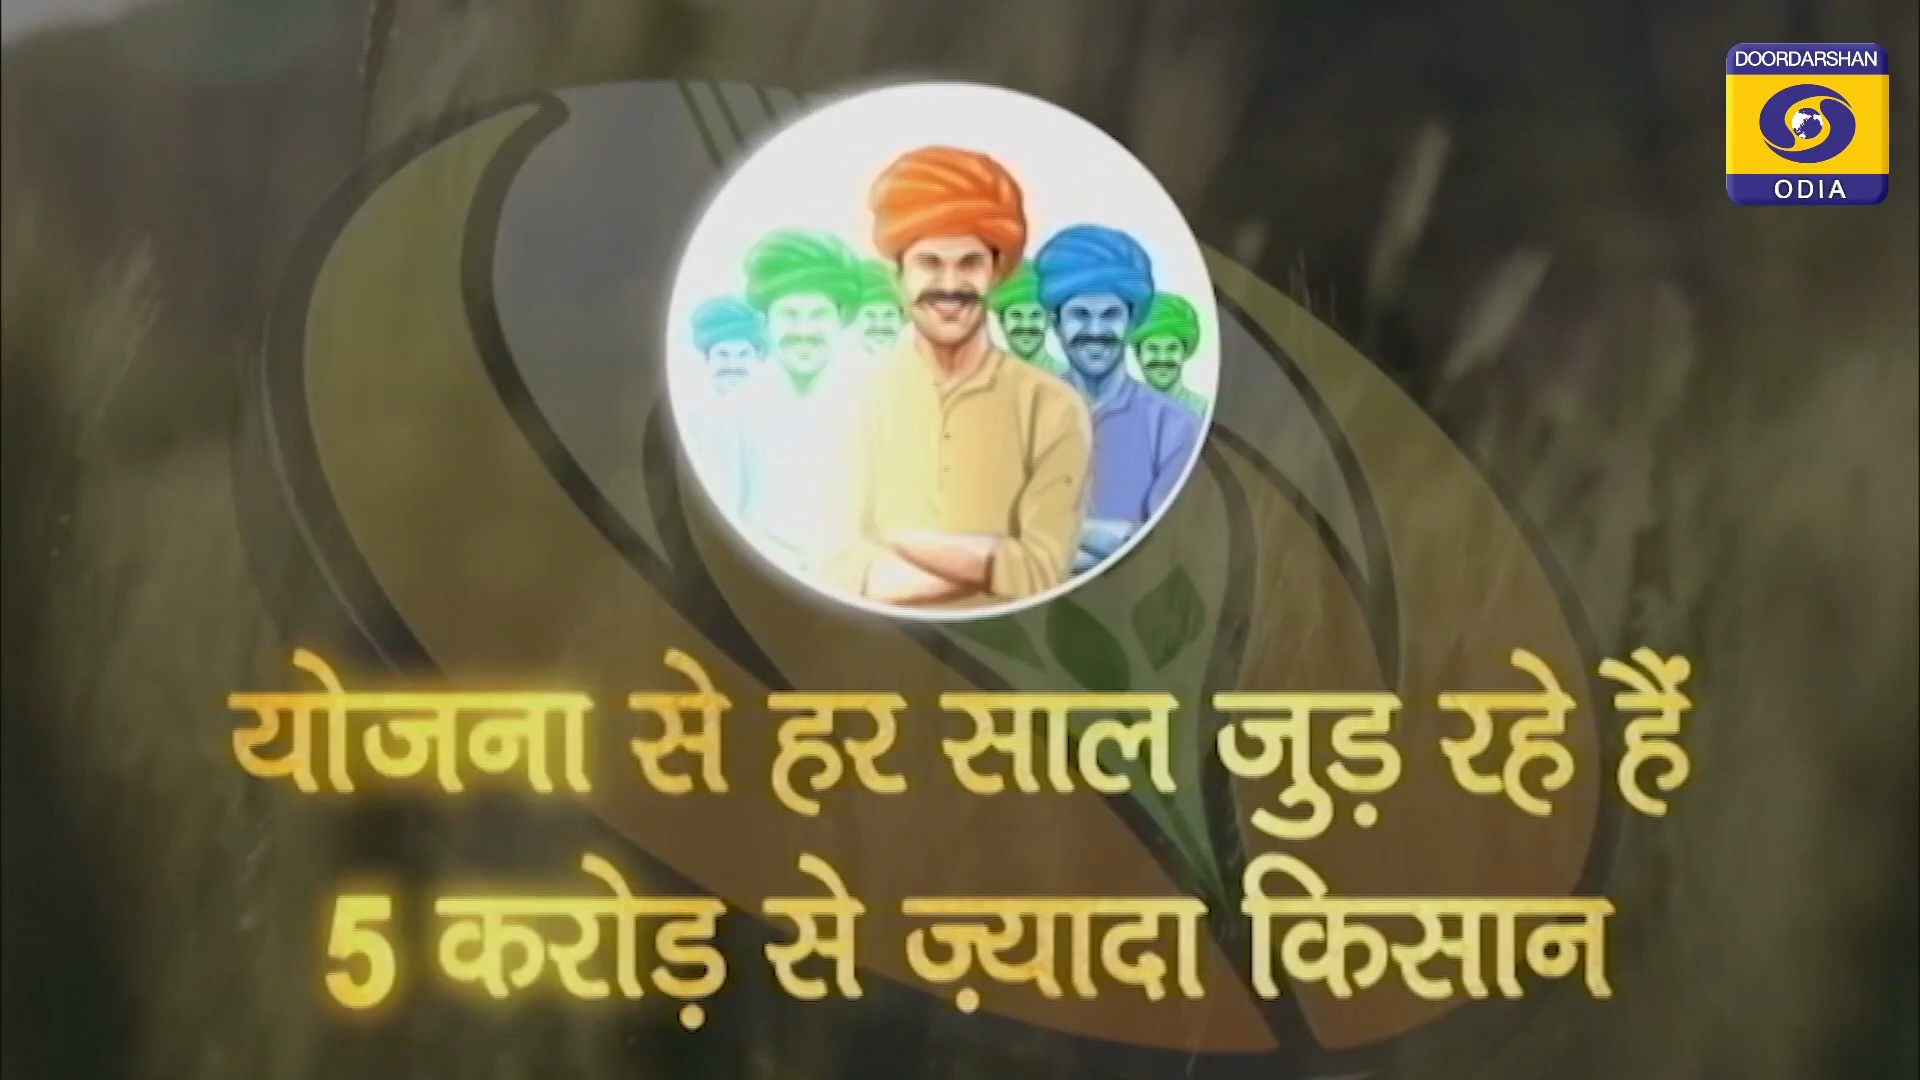 DOORDARSHAN
ODIA
योजना से हर साल जुड़ रहे हैं
5 करोड़ से ज़्यादा किसान